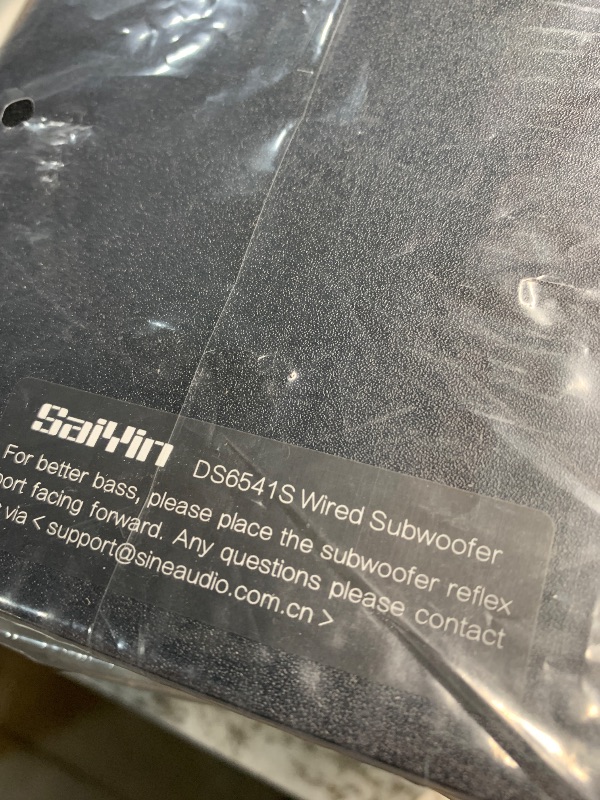 SaiYin DS6541S Wired Subwoofer
For better bass, please place the subwoofer reflex
port facing forward. Any questions please contact
via < support@sineaudio.com.cn >